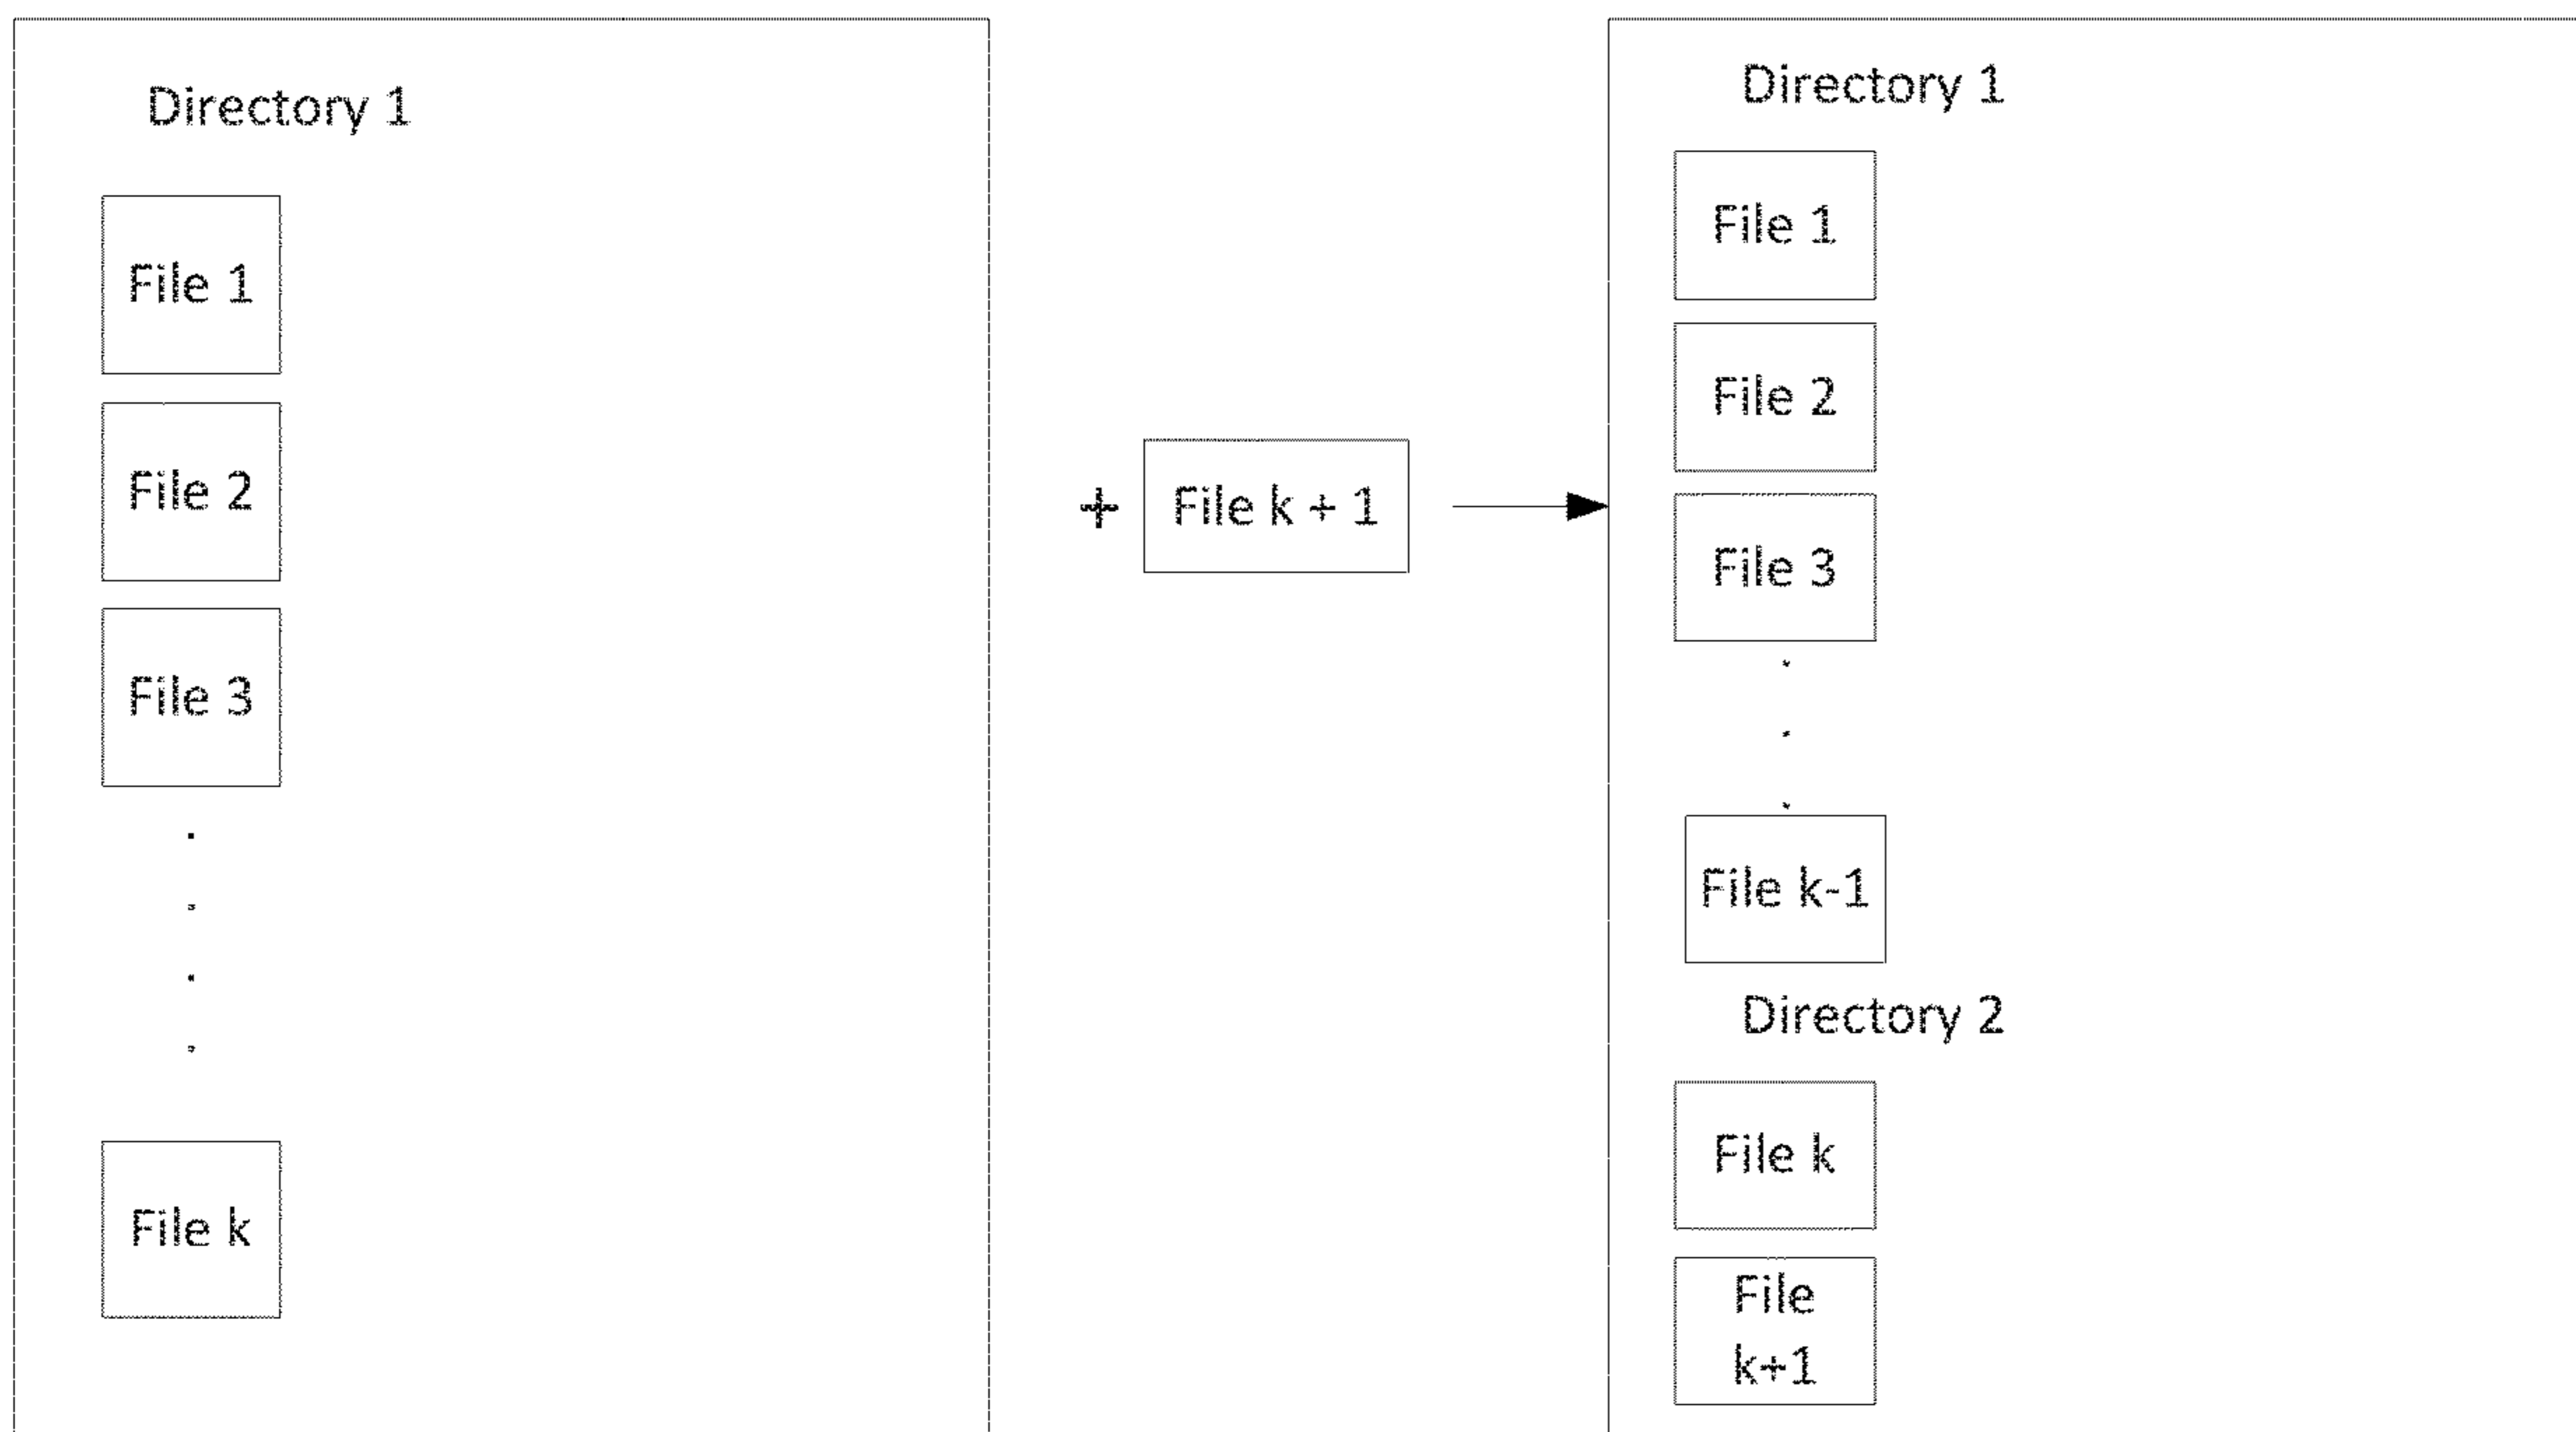 Directory 1
File 1
File 2
File 3
.
.
.
.
File k
+
File k + 1
Directory 1
File 1
File 2
File 3
.
.
.
File k-1
Directory 2
File k
File
k+1